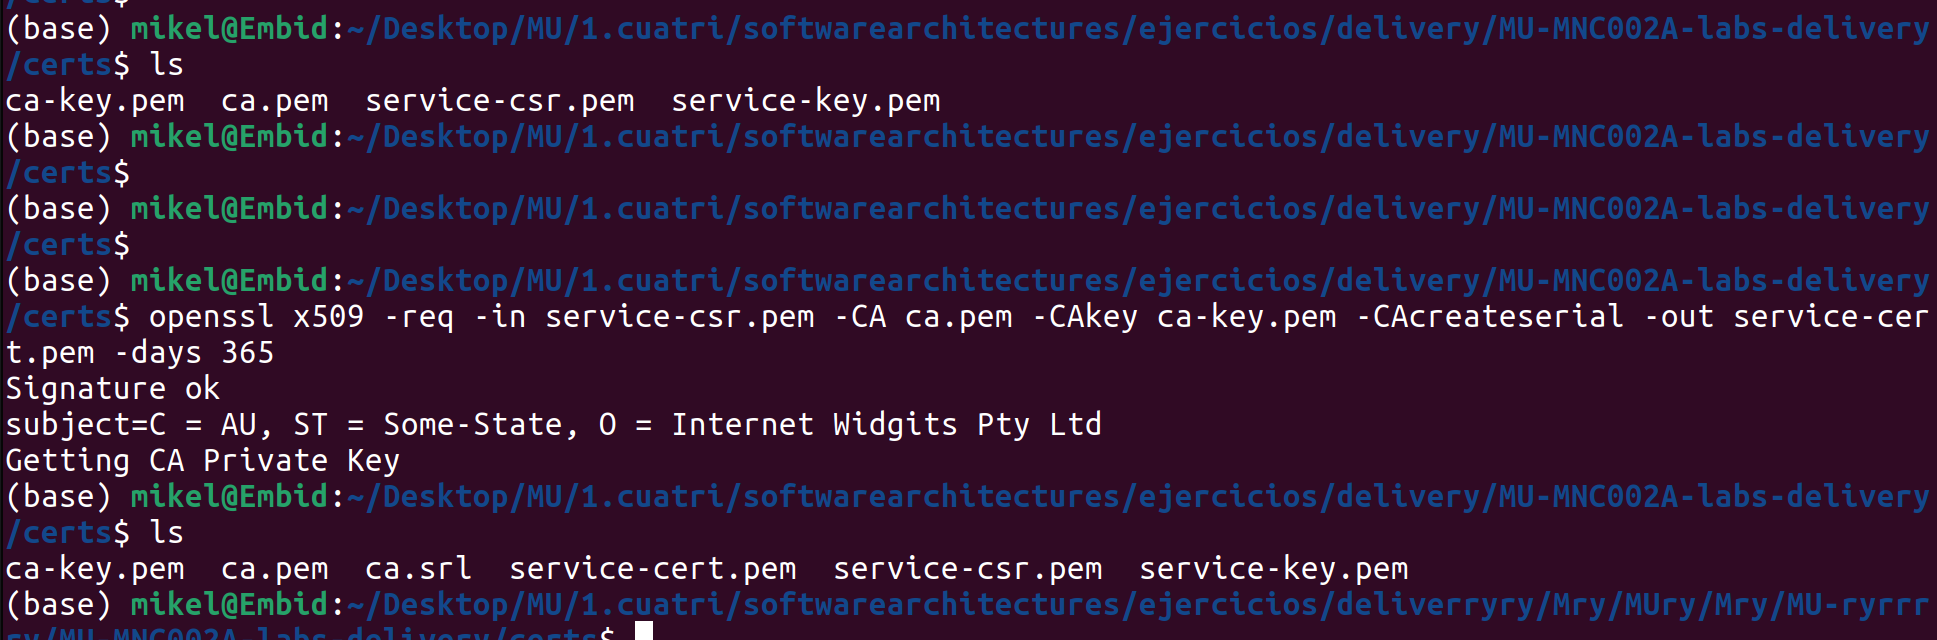 /certs$
(base) mikel@Embid:~/Desktop/MU/1.cuatri/softwarearchitectures/ejercicios/delivery/MU-MNC002A-labs-delivery
/certs$ ls
ca-key.pem  ca.pem  service-csr.pem  service-key.pem
(base) mikel@Embid:~/Desktop/MU/1.cuatri/softwarearchitectures/ejercicios/delivery/MU-MNC002A-labs-delivery
/certs$
(base) mikel@Embid:~/Desktop/MU/1.cuatri/softwarearchitectures/ejercicios/delivery/MU-MNC002A-labs-delivery
/certs$
(base) mikel@Embid:~/Desktop/MU/1.cuatri/softwarearchitectures/ejercicios/delivery/MU-MNC002A-labs-delivery
/certs$ openssl x509 -req -in service-csr.pem -CA ca.pem -CAkey ca-key.pem -CAcreateserial -out service-cer
t.pem -days 365
Signature ok
subject=C = AU, ST = Some-State, O = Internet Widgits Pty Ltd
Getting CA Private Key
(base) mikel@Embid:~/Desktop/MU/1.cuatri/softwarearchitectures/ejercicios/delivery/MU-MNC002A-labs-delivery
/certs$ ls
ca-key.pem  ca.pem  ca.srl  service-cert.pem  service-csr.pem  service-key.pem
(base) mikel@Embid:~/Desktop/MU/1.cuatri/softwarearchitectures/ejercicios/deliverryry/Mry/MUry/Mry/MU-ryrrr
ry/MU-MNC002A-labs-delivery/certs$